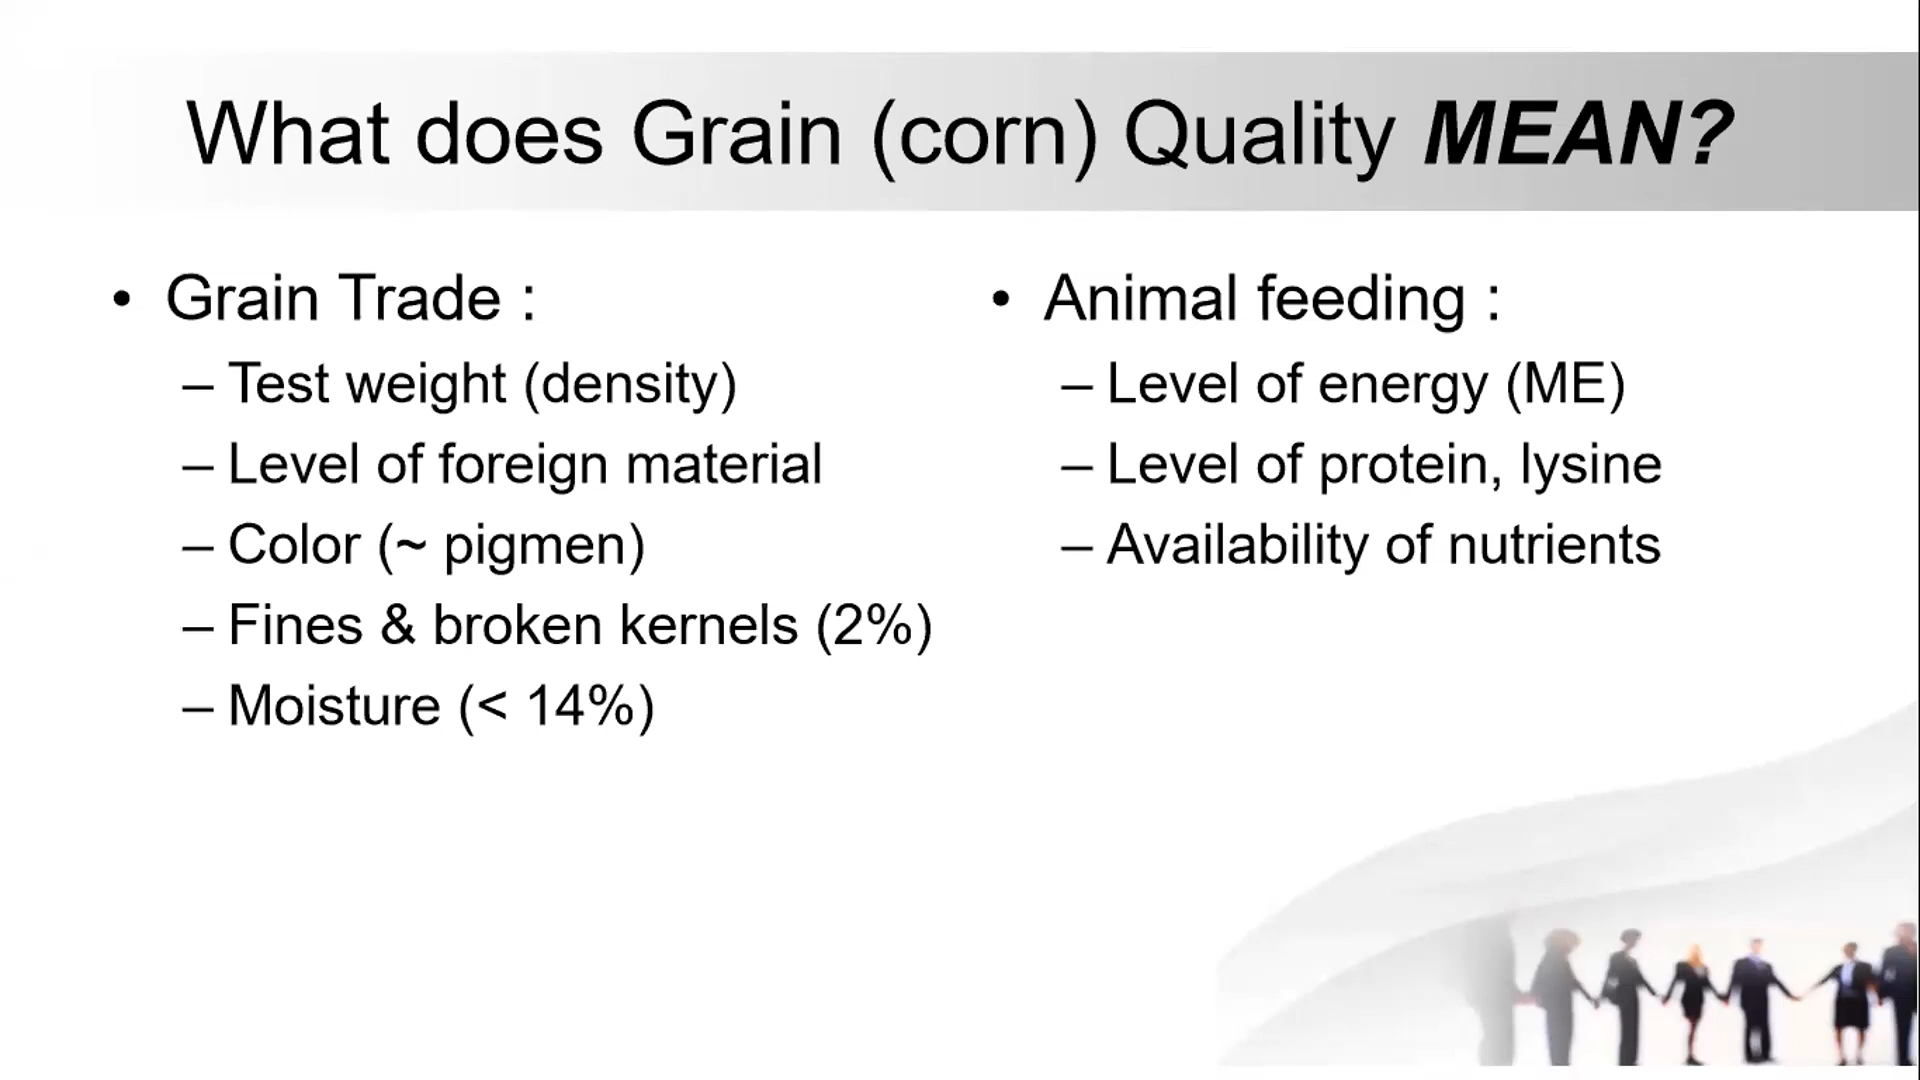 What does Grain (corn) Quality MEAN?
• Grain Trade :
– Test weight (density)
– Level of foreign material
– Color (~ pigmen)
– Fines & broken kernels (2%)
– Moisture (< 14%)
• Animal feeding :
– Level of energy (ME)
– Level of protein, lysine
– Availability of nutrients